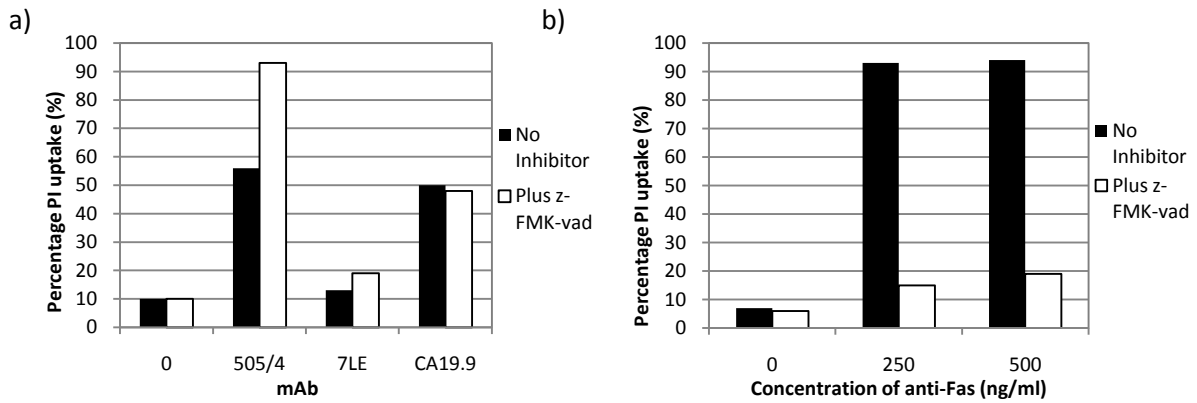 a)
Percentage PI uptake (%)
100
90
80
70
60
50
40
30
20
10
0
0
505/4
7LE
CA19.9
mAb
No
Inhibitor
Plus z-
FMK-vad
b)
Percentage PI uptake (%)
100
90
80
70
60
50
40
30
20
10
0
0
250
500
Concentration of anti-Fas (ng/ml)
No
Inhibitor
Plus z-
FMK-vad